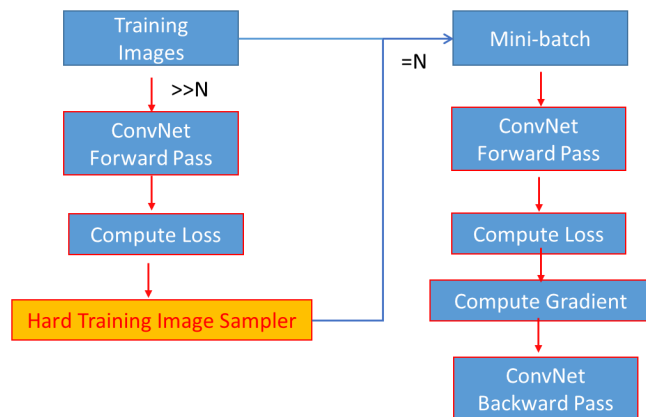 Training
Images
>>N
ConvNet
Forward Pass
Compute Loss
Hard Training Image Sampler
=N
Mini-batch
ConvNet
Forward Pass
Compute Loss
Compute Gradient
ConvNet
Backward Pass